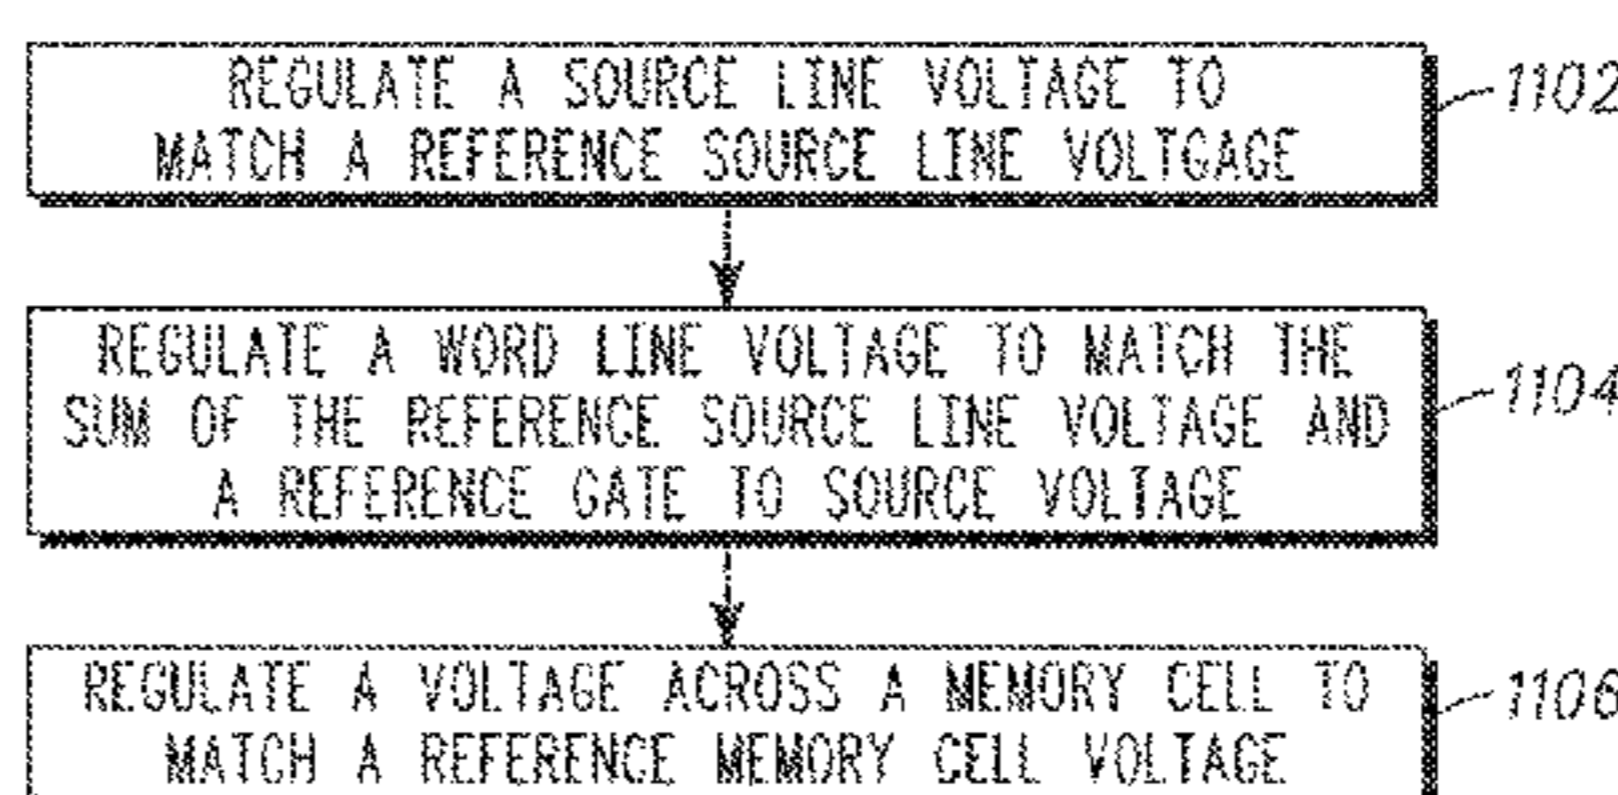 REGULATE A SOURCE LINE VOLTAGE TO
MATCH A REFERENCE SOURCE LINE VOLTGAGE
1102
REGULATE A WORD LINE VOLTAGE TO MATCH THE
SUM OF THE REFERENCE SOURCE LINE VOLTAGE AND
A REFERENCE GATE TO SOURCE VOLTAGE
1104
REGULATE A VOLTAGE ACROSS A MEMORY CELL TO
MATCH A REFERENCE MEMORY CELL VOLTAGE
1106